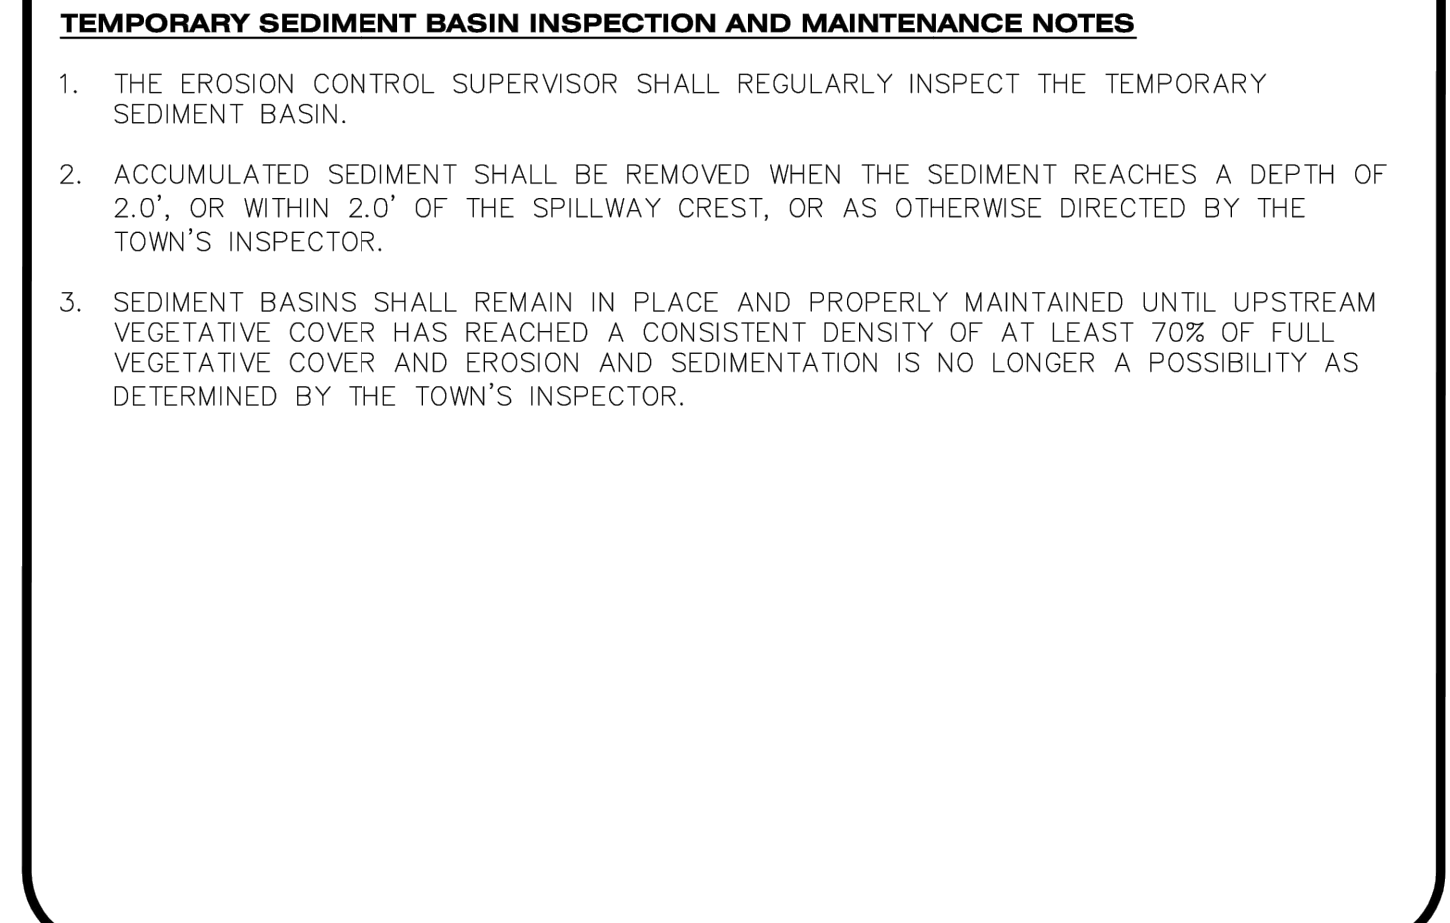 TEMPORARY SEDIMENT BASIN INSPECTION AND MAINTENANCE NOTES
1. THE EROSION CONTROL SUPERVISOR SHALL REGULARLY INSPECT THE TEMPORARY
SEDIMENT BASIN.
2. ACCUMULATED SEDIMENT SHALL BE REMOVED WHEN THE SEDIMENT REACHES A DEPTH OF
2.0', OR WITHIN 2.0' OF THE SPILLWAY CREST, OR AS OTHERWISE DIRECTED BY THE
TOWN'S INSPECTOR.
3. SEDIMENT BASINS SHALL REMAIN IN PLACE AND PROPERLY MAINTAINED UNTIL UPSTREAM
VEGETATIVE COVER HAS REACHED A CONSISTENT DENSITY OF AT LEAST 70% OF FULL
VEGETATIVE COVER AND EROSION AND SEDIMENTATION IS NO LONGER A POSSIBILITY AS
DETERMINED BY THE TOWN'S INSPECTOR.